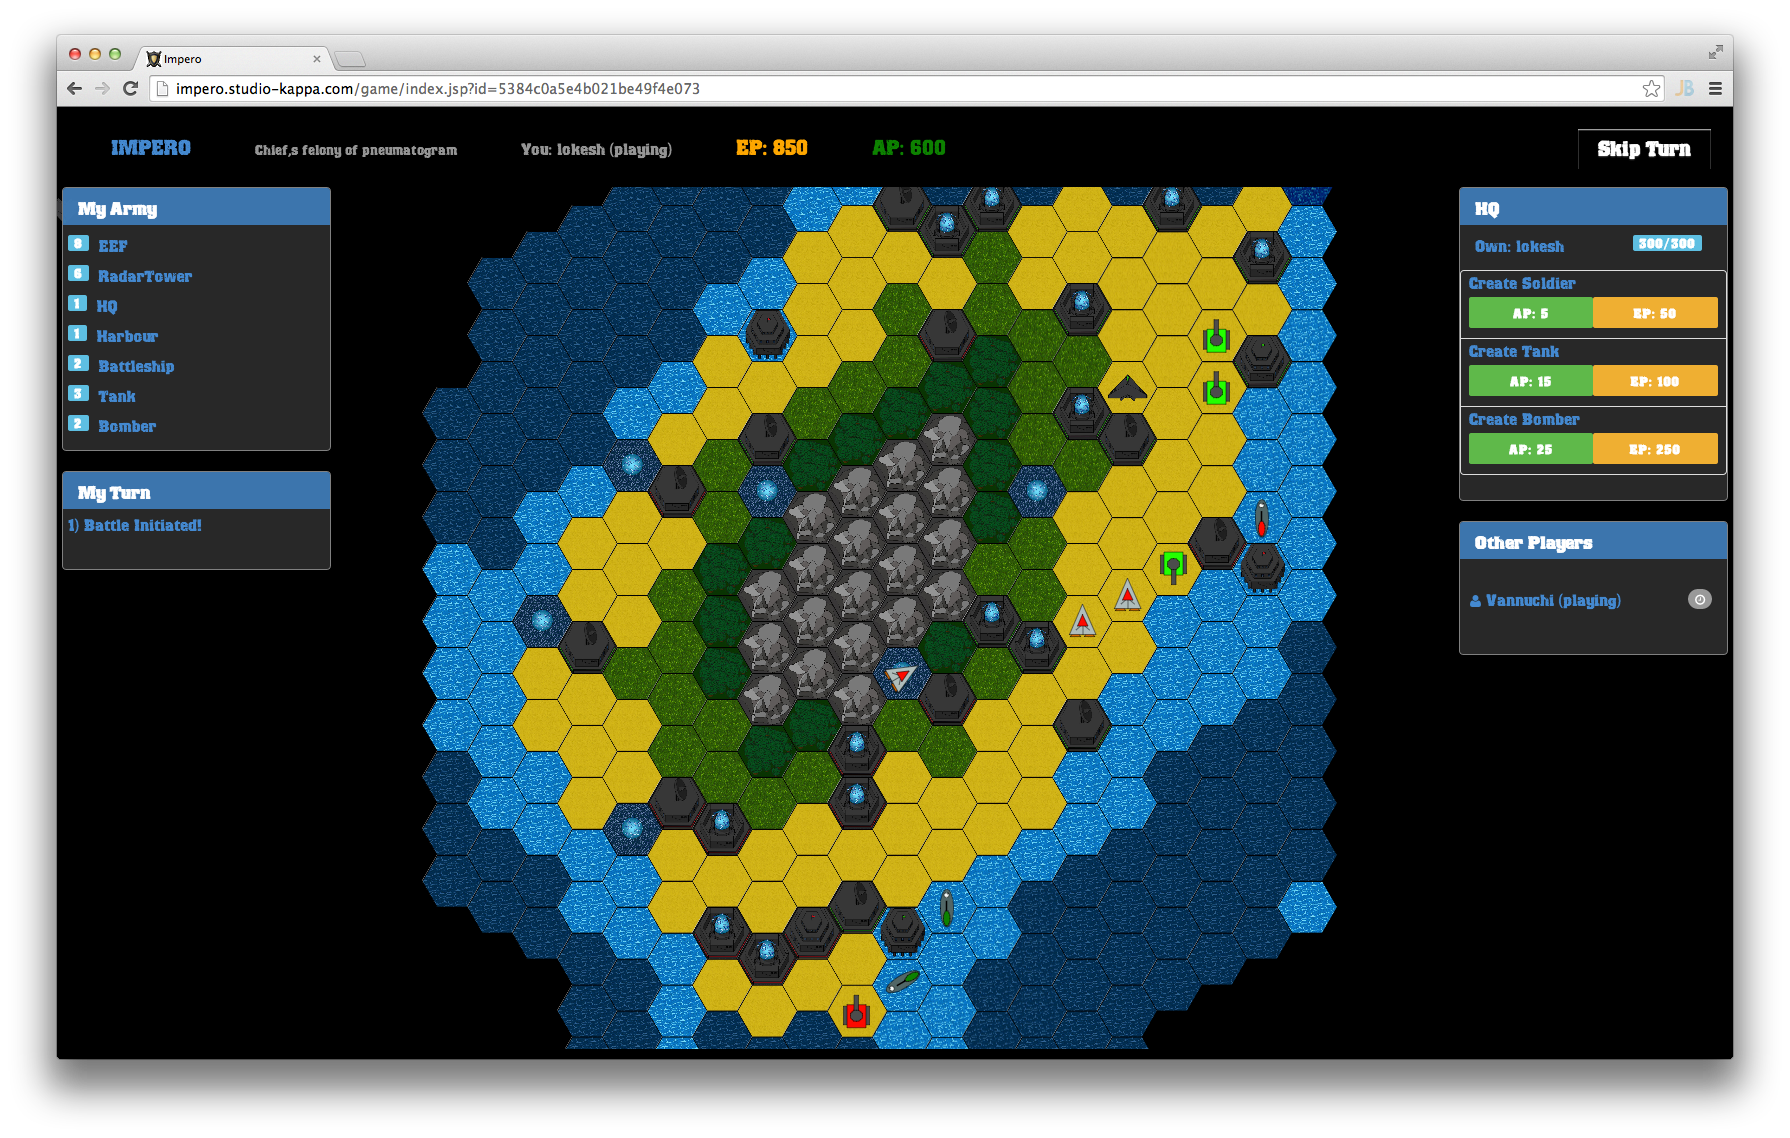 Impero
impero.studio-kappa.com/game/index.jsp?id=5384c0a5e4b021be49f4e073
JB
IMPERO
Chief,s felony of pneumatogram
You: lokesh (playing)
EP: 850
AP: 600
Skip Turn
My Army
8 EEF
6 RadarTower
1 HQ
1 Harbour
2 Battleship
3 Tank
2 Bomber
My Turn
1) Battle Initiated!
HQ
Own: lokesh 300/300
Create Soldier
AP: 5 EP: 50
Create Tank
AP: 15 EP: 100
Create Bomber
AP: 25 EP: 250
Other Players
Vannuchi (playing)